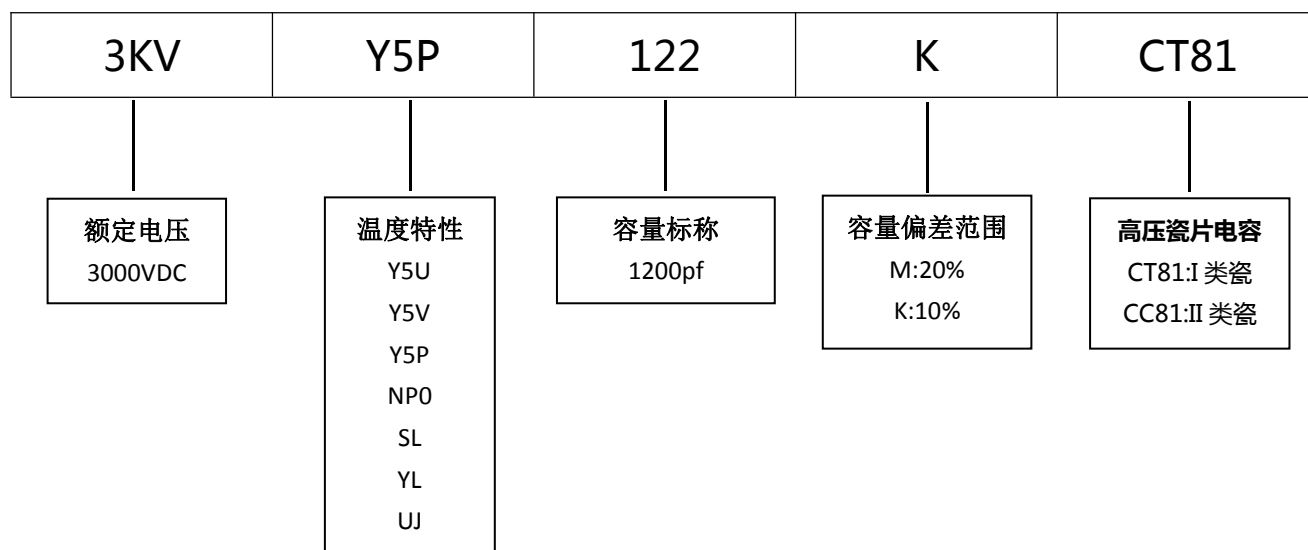 3KV Y5P 122 K CT81
额定电压
3000VDC
温度特性
Y5U
Y5V
Y5P
NP0
SL
YL
UJ
容量标称
1200pf
容量偏差范围
M:20%
K:10%
高压瓷片电容
CT81:I 类瓷
CC81:II 类瓷